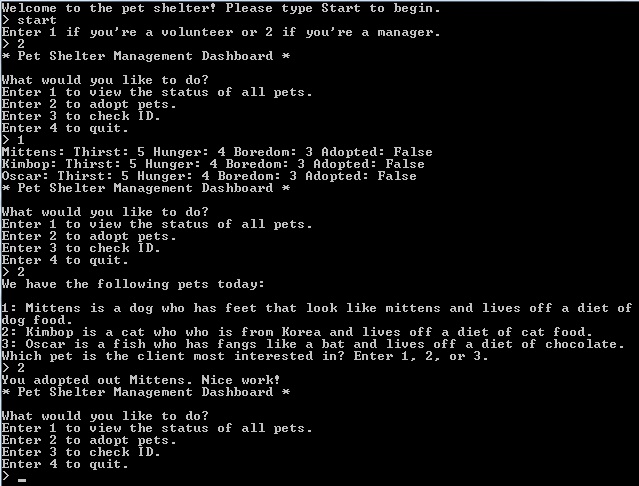 Welcome to the pet shelter! Please type Start to begin.
> start
Enter 1 if you're a volunteer or 2 if you're a manager.
> 2
* Pet Shelter Management Dashboard *
What would you like to do?
Enter 1 to view the status of all pets.
Enter 2 to adopt pets.
Enter 3 to check ID.
Enter 4 to quit.
> 1
Mittens: Thirst: 5 Hunger: 4 Boredom: 3 Adopted: False
Kimbop: Thirst: 5 Hunger: 4 Boredom: 3 Adopted: False
Oscar: Thirst: 5 Hunger: 4 Boredom: 3 Adopted: False
* Pet Shelter Management Dashboard *
What would you like to do?
Enter 1 to view the status of all pets.
Enter 2 to adopt pets.
Enter 3 to check ID.
Enter 4 to quit.
> 2
We have the following pets today:
1: Mittens is a dog who has feet that look like mittens and lives off a diet of
dog food.
2: Kimbop is a cat who who is from Korea and lives off a diet of cat food.
3: Oscar is a fish who has fangs like a bat and lives off a diet of chocolate.
Which pet is the client most interested in? Enter 1, 2, or 3.
> 2
You adopted out Mittens. Nice work!
* Pet Shelter Management Dashboard *
What would you like to do?
Enter 1 to view the status of all pets.
Enter 2 to adopt pets.
Enter 3 to check ID.
Enter 4 to quit.
> _